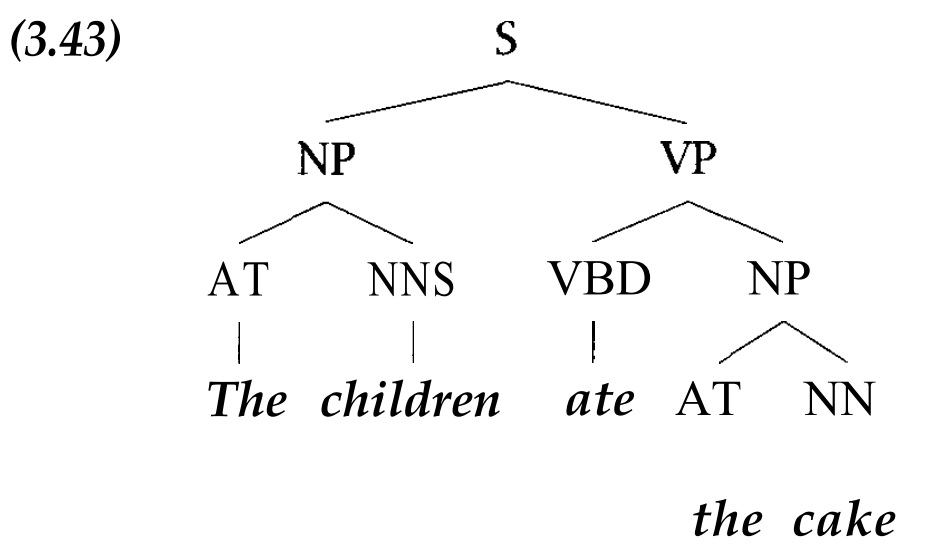 (3.43) S
NP VP
AT NNS VBD NP
The children ate AT NN
the cake